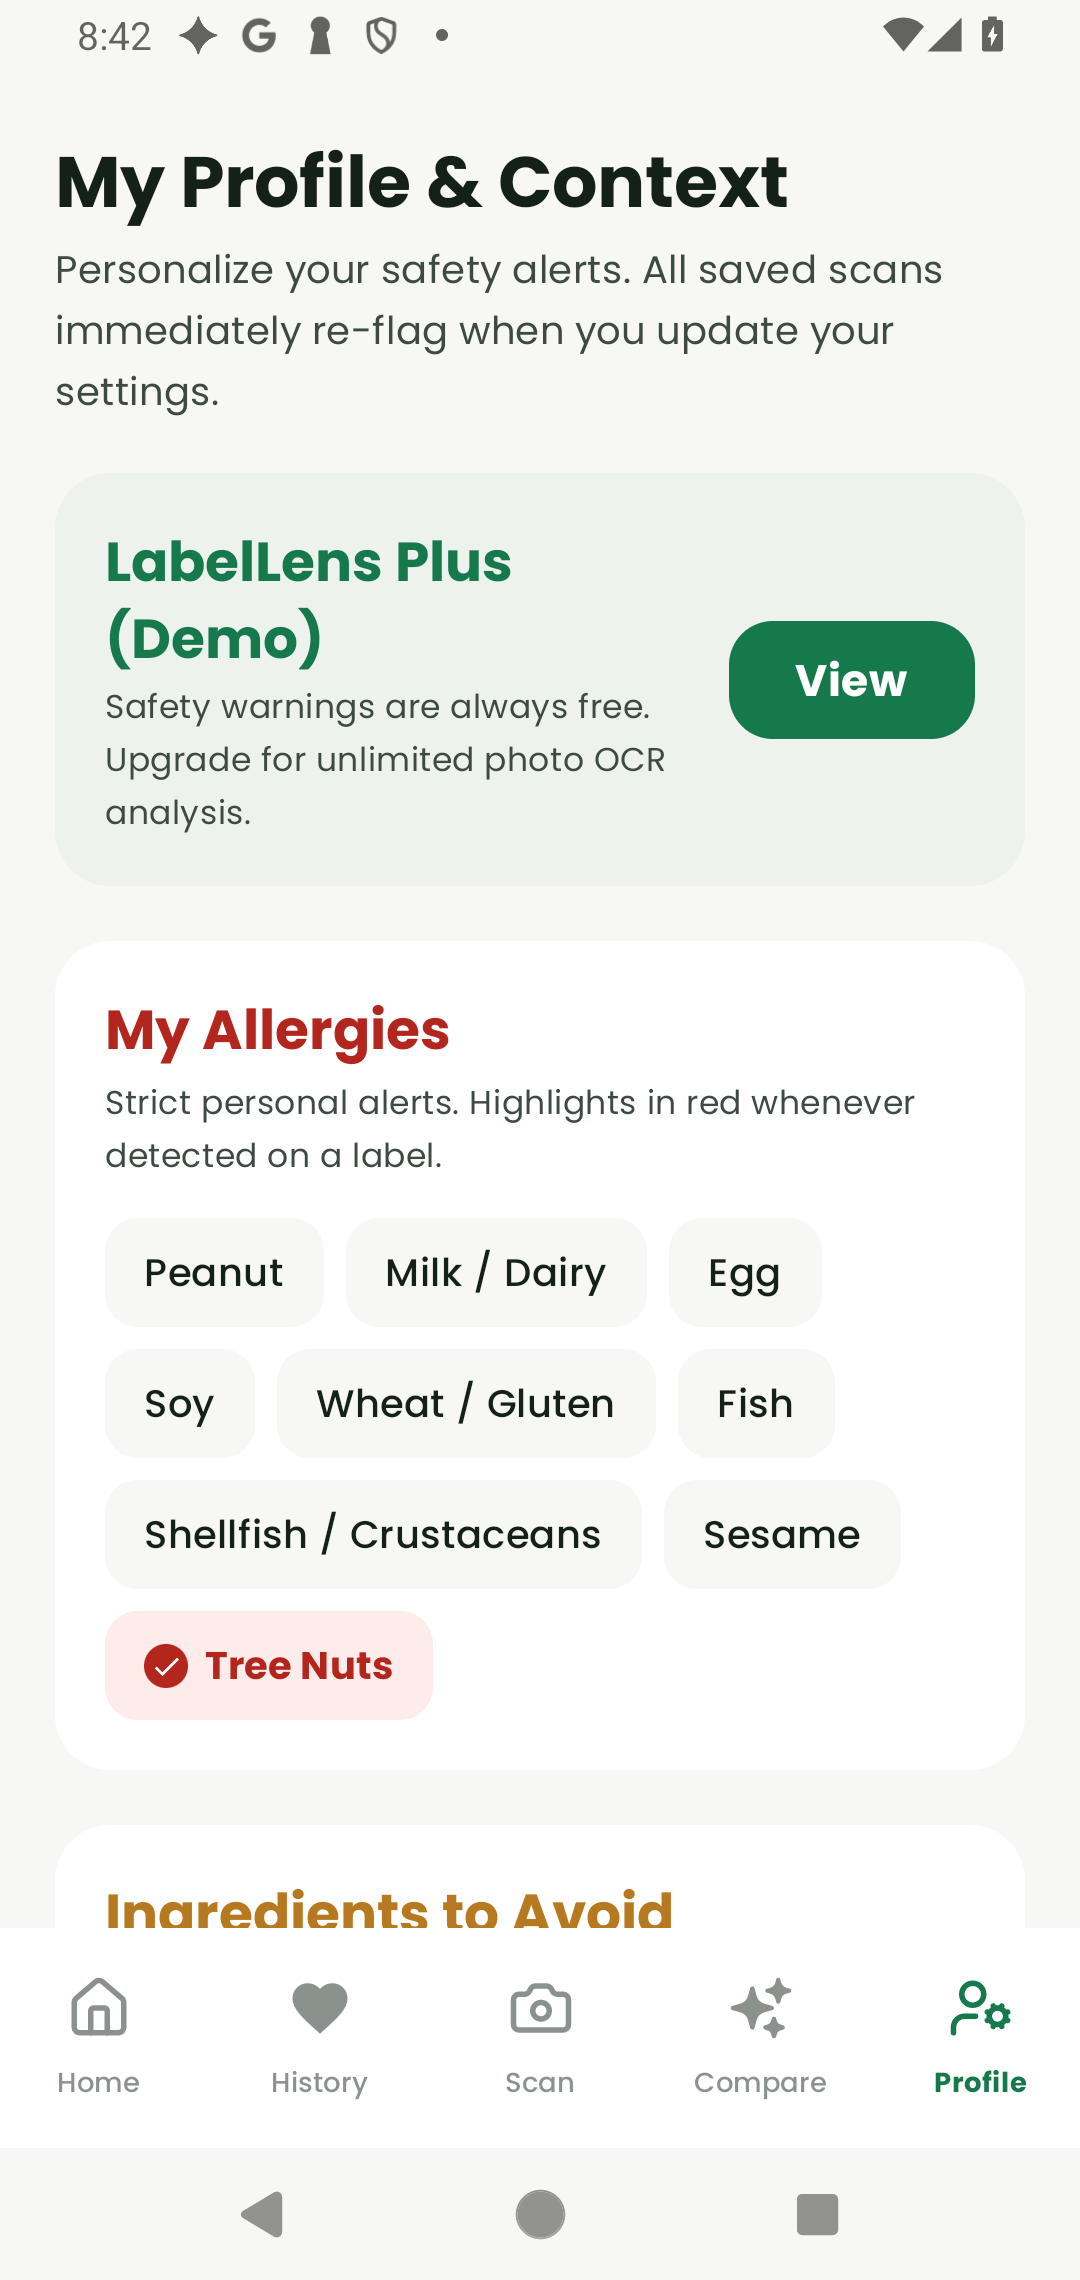 8:42
My Profile & Context
Personalize your safety alerts. All saved scans
immediately re-flag when you update your
settings.
LabelLens Plus
(Demo)
Safety warnings are always free.
Upgrade for unlimited photo OCR
analysis.
View
My Allergies
Strict personal alerts. Highlights in red whenever
detected on a label.
Peanut
Milk / Dairy
Egg
Soy
Wheat / Gluten
Fish
Shellfish / Crustaceans
Sesame
Tree Nuts
Ingredients to Avoid
Home
History
Scan
Compare
Profile